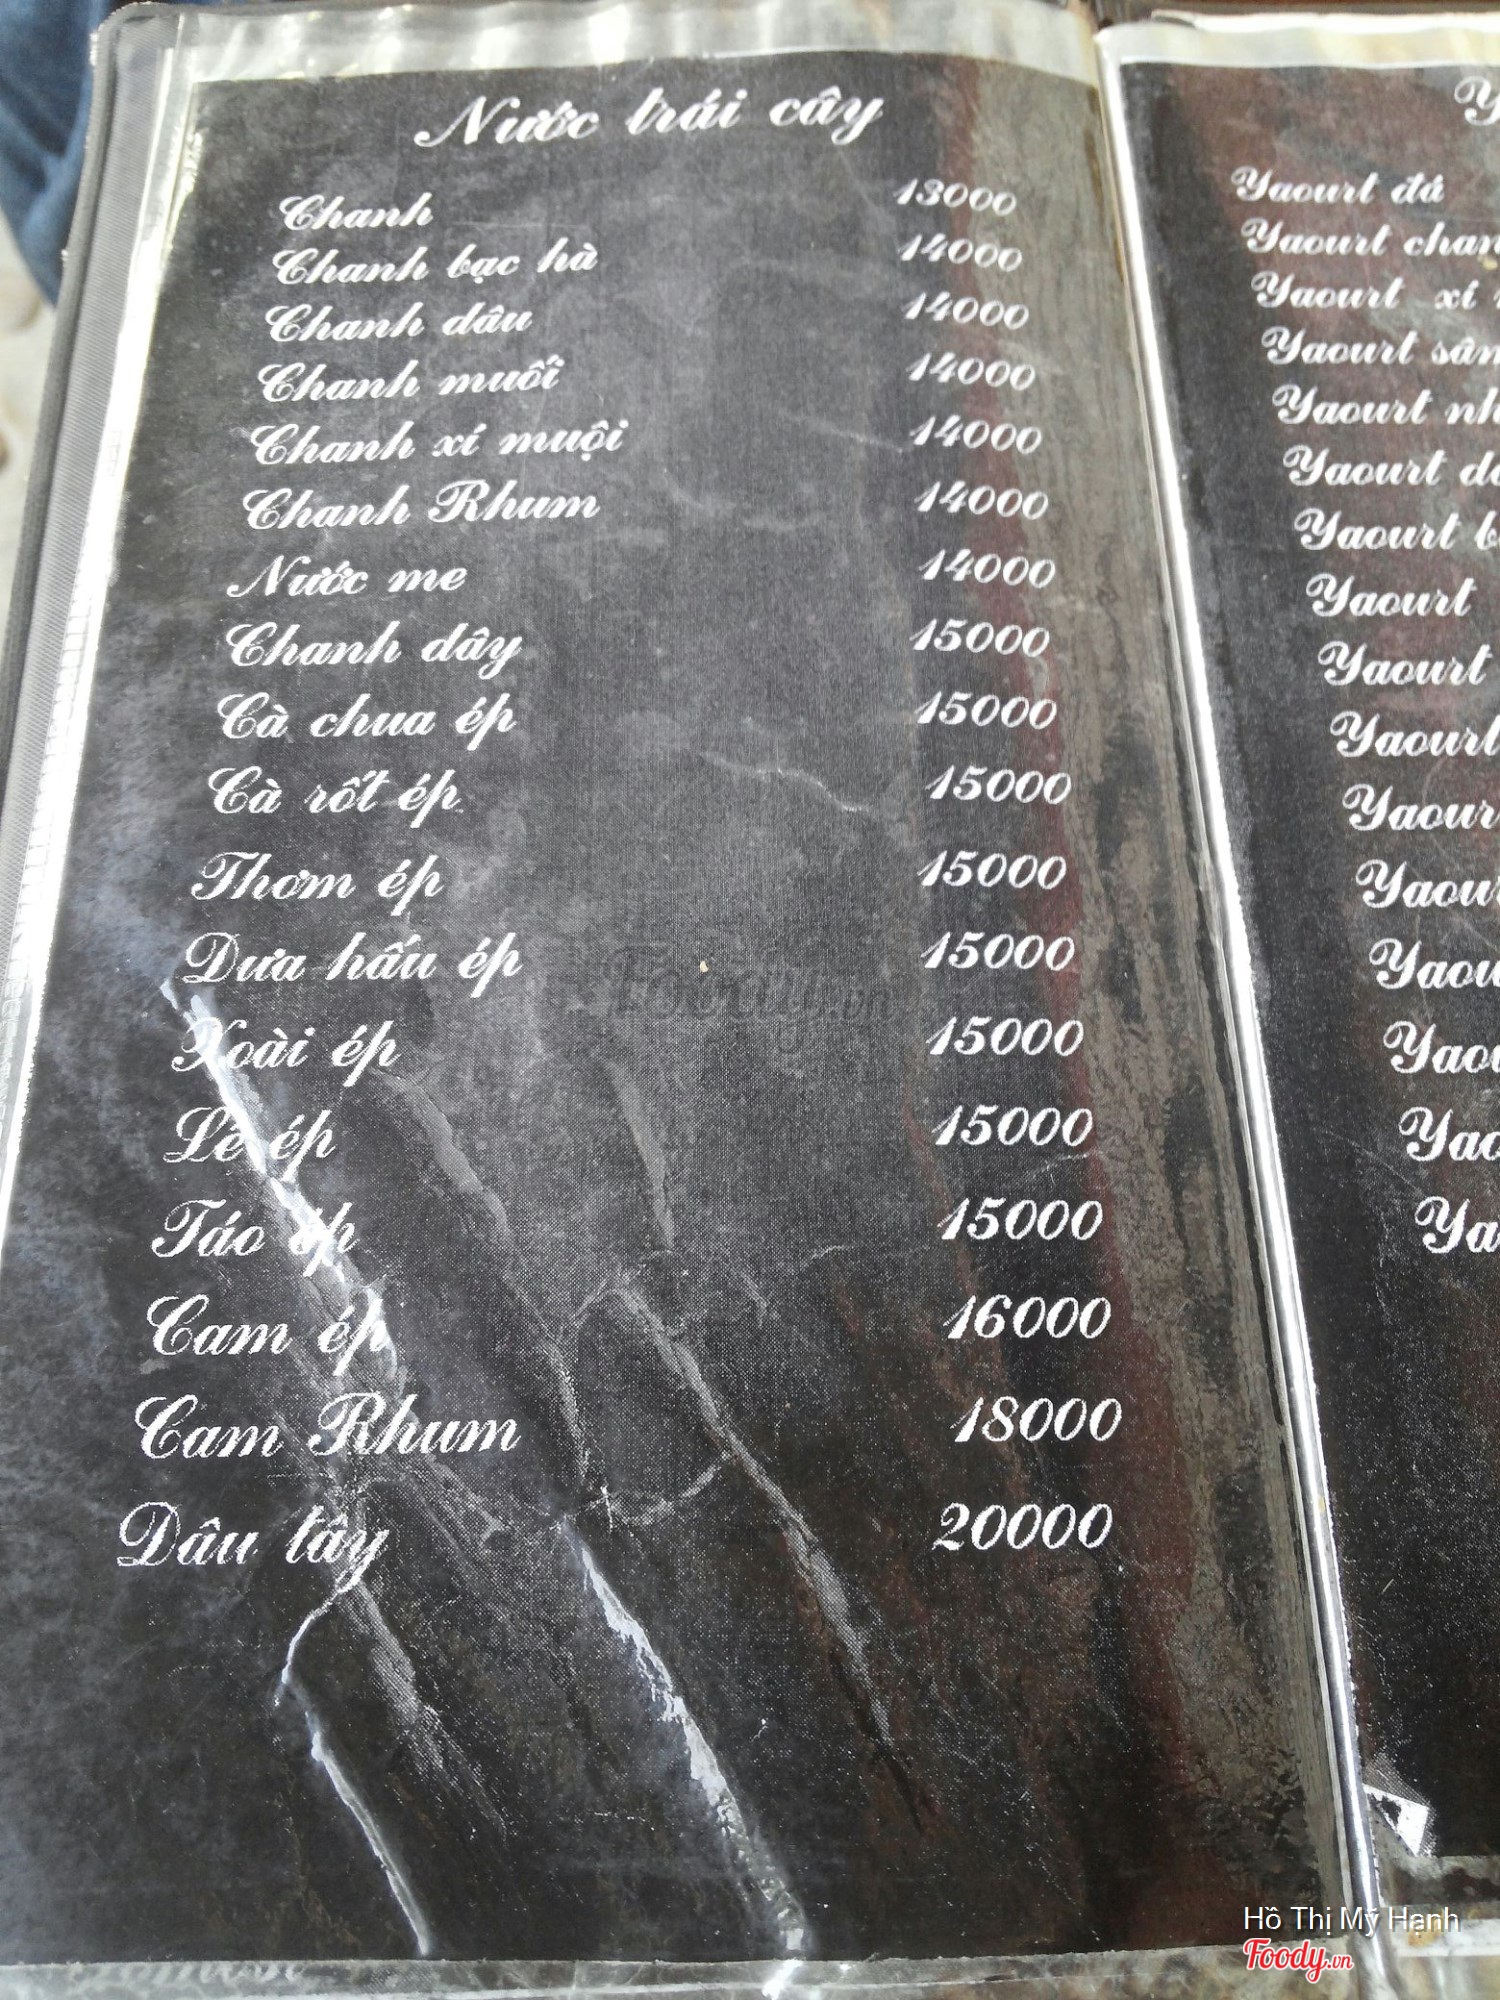 Nước trái cây
Chanh 13000
Chanh bạc hà 14000
Chanh dâu 14000
Chanh muối 14000
Chanh xí muội 14000
Chanh Rhum 14000
Nước me 14000
Chanh dây 15000
Cà chua ép 15000
Cà rốt ép 15000
Thơm ép 15000
Dưa hấu ép 15000
Xoài ép 15000
Lê ép 15000
Táo ép 15000
Cam ép 16000
Cam Rhum 18000
Dâu tây 20000
Yaourt đá
Yaourt
Yaourt xí
Yaourt
Yaourt
Yaourt
Yaourt
Yaourt
Yaourt
Foody.vn
Hồ Thị Mỹ Hạnh
Foody.vn